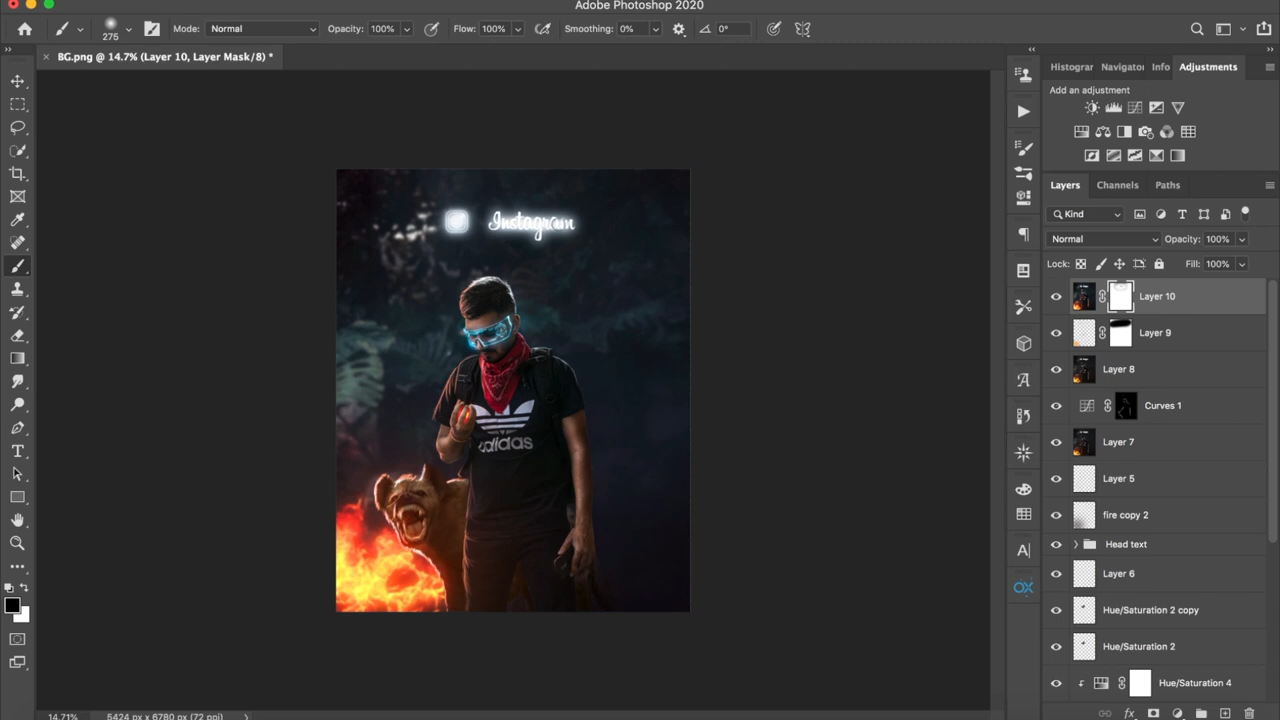 Adobe Photoshop 2020
275
Mode: Normal
Opacity: 100%
Flow: 100%
Smoothing: 0%
0°
BG.png @ 14.7% (Layer 10, Layer Mask/8) *
Histogram Navigator Info Adjustments
Add an adjustment
Layers Channels Paths
Kind
Normal
Opacity: 100%
Lock:
Fill: 100%
Layer 10
Layer 9
Layer 8
Curves 1
Layer 7
Layer 5
fire copy 2
Head text
Layer 6
Hue/Saturation 2 copy
Hue/Saturation 2
Hue/Saturation 4
Instagram
adidas
14.71%
5424 px x 6780 px (72 ppi)